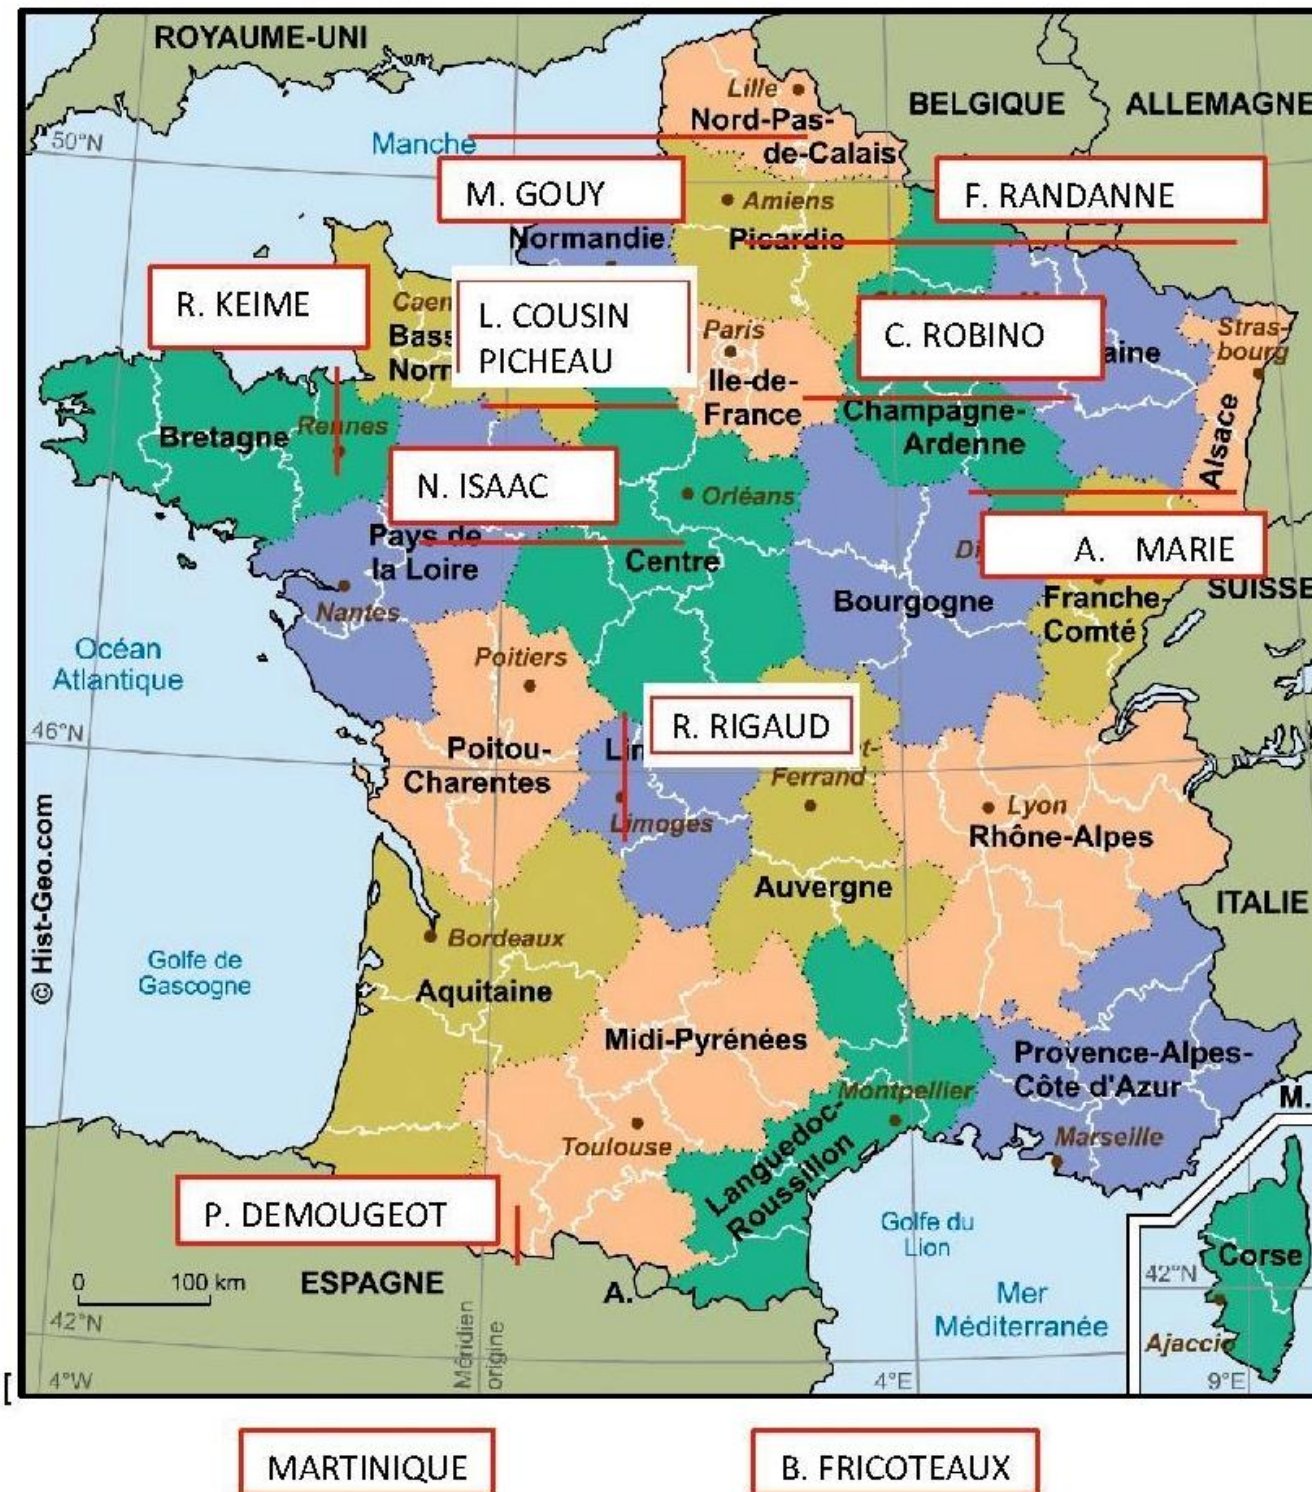 ROYAUME-UNI
Lille
BELGIQUE
ALLEMAGNE
Nord-Pas-
de-Calais
50°N
Manche
M. GOUY
F. RANDANNE
Amiens
Normandie
Picardie
R. KEIME
Caen
L. COUSIN
PICHEAU
Paris
C. ROBINO
Stras-
bourg
Ile-de-
France
Champagne-
Ardenne
Alsace
Bretagne
Rennes
N. ISAAC
Orléans
Pays de
la Loire
Centre
A. MARIE
SUISSE
Nantes
Bourgogne
Franche-
Comté
Océan
Atlantique
Poitiers
46°N
R. RIGAUD
Poitou-
Charentes
Ferrand
Limoges
Lyon
Rhône-Alpes
© Hist-Geo.com
Auvergne
ITALIE
Bordeaux
Golfe de
Gascogne
Aquitaine
Midi-Pyrénées
Provence-Alpes-
Côte d'Azur
Montpellier
M.
Toulouse
Marseille
Languedoc-
Roussillon
P. DEMOUGEOT
Golfe du
Lion
Corse
0 100 km
ESPAGNE
A.
42°N
Mer
Méditerranée
42°N
Ajaccio
Méridien
origine
4°W
4°E
9°E
[
MARTINIQUE
B. FRICOTEAUX